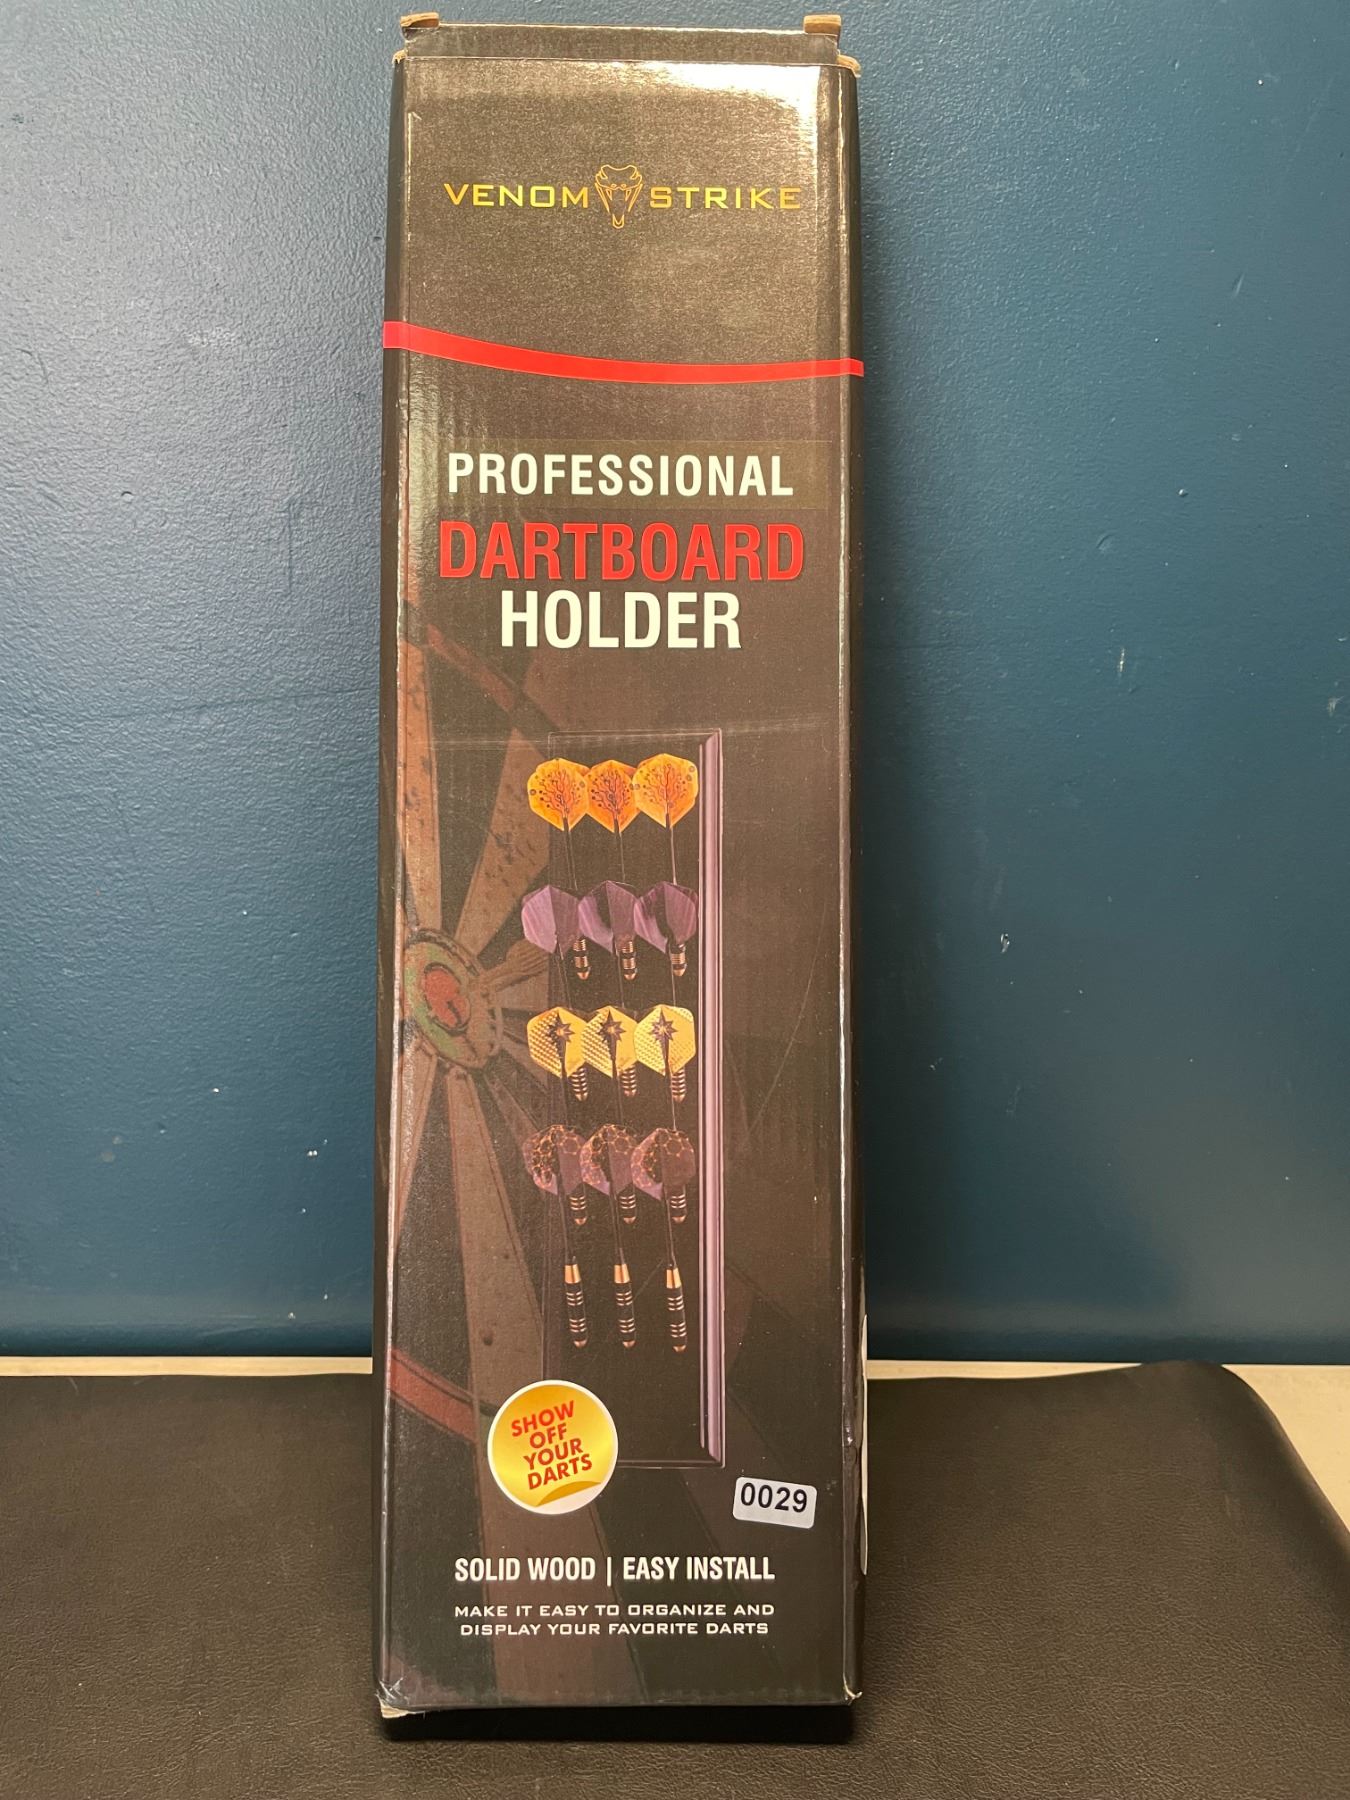 VENOM STRIKE
PROFESSIONAL
DARTBOARD
HOLDER
SHOW
OFF
YOUR
DARTS
0029
SOLID WOOD | EASY INSTALL
MAKE IT EASY TO ORGANIZE AND
DISPLAY YOUR FAVORITE DARTS